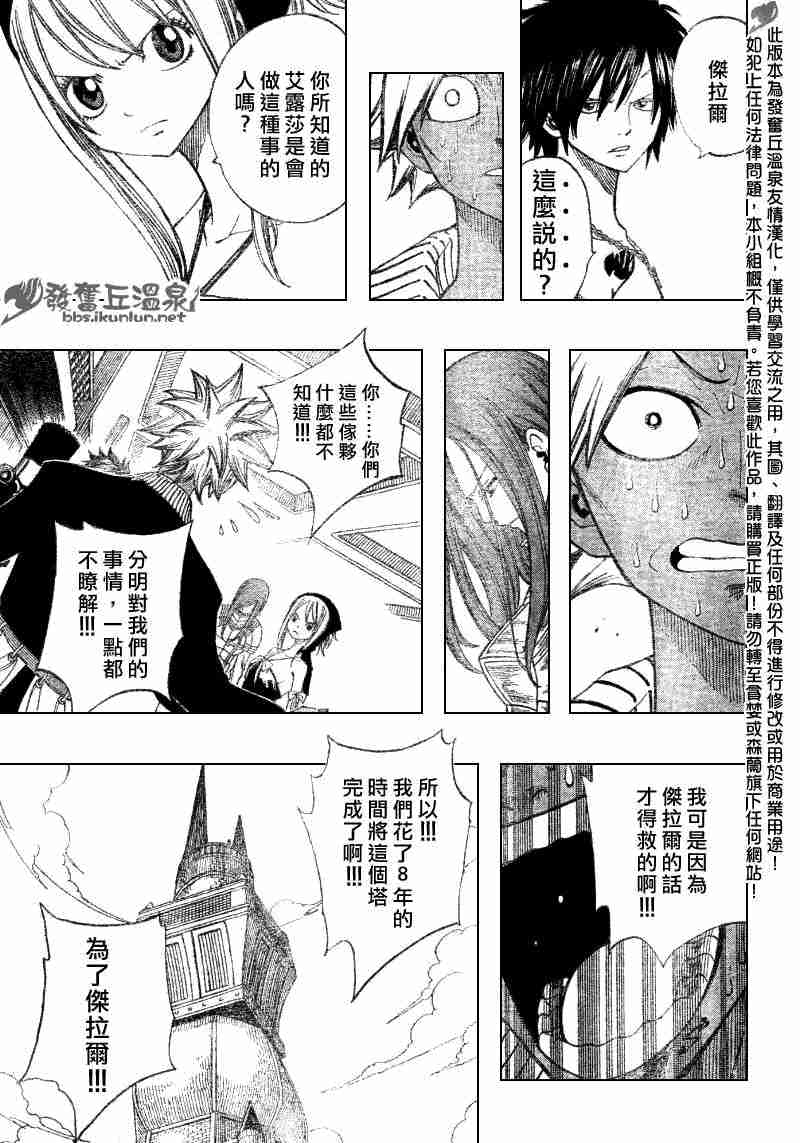 傑拉爾
‧‧‧‧
這麼説的？
你所知道的
艾露莎是會
做這種事的
人嗎？
發奮丘溫泉
bbs.ikunlun.net
你……你們
這些傢夥
什麼都不
知道!!!
分明對我們的
事情，一點都
不瞭解!!!
我可是因為
傑拉爾的話
才得救的啊!!!
所以!!!
我們花了8年的
時間將這個塔
完成了啊!!!
為了傑拉爾!!!
此版本為發奮丘溫泉友情漢化，僅供學習交流之用，其圖、翻譯及任何部份不得進行修改或用於商業用途！
如犯上任何法律問題，本小組概不負責。若您喜歡此作品，請購買正版！請勿轉至貪婪或森蘭旗下任何網站！